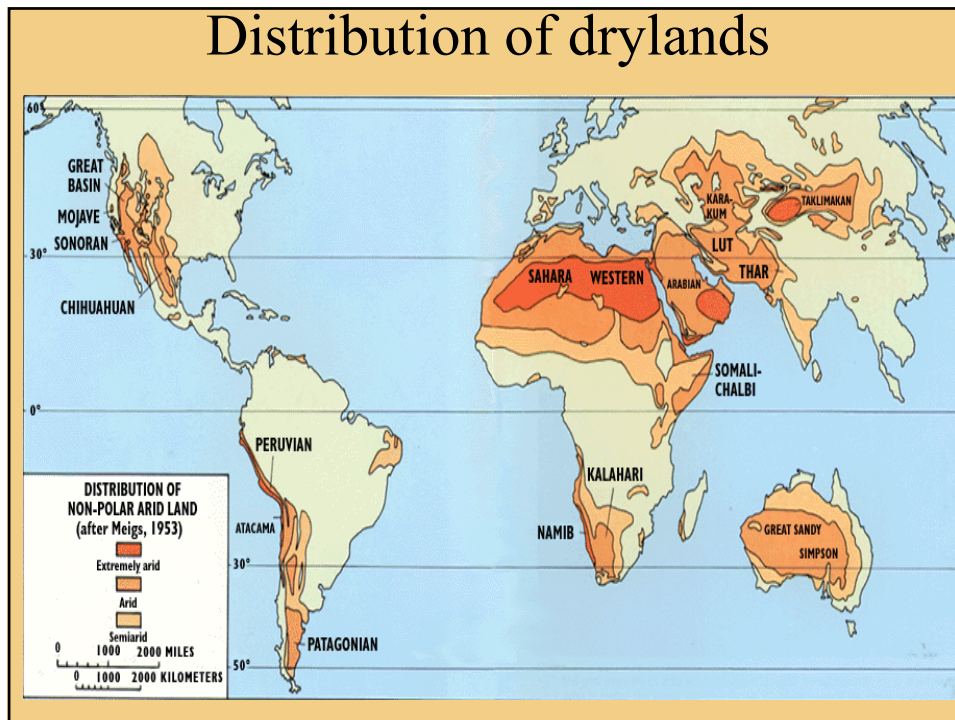 Distribution of drylands
60°
GREAT
BASIN
MOJAVE
SONORAN
30°
CHIHUAHUAN
0°
PERUVIAN
ATACAMA
30°
PATAGONIAN
50°
KARA-
KUM
TAKLIMAKAN
LUT
THAR
SAHARA
WESTERN
ARABIAN
SOMALI-
CHALBI
KALAHARI
NAMIB
GREAT SANDY
SIMPSON
DISTRIBUTION OF
NON-POLAR ARID LAND
(after Meigs, 1953)
Extremely arid
Arid
Semiarid
0 1000 2000 MILES
0 1000 2000 KILOMETERS